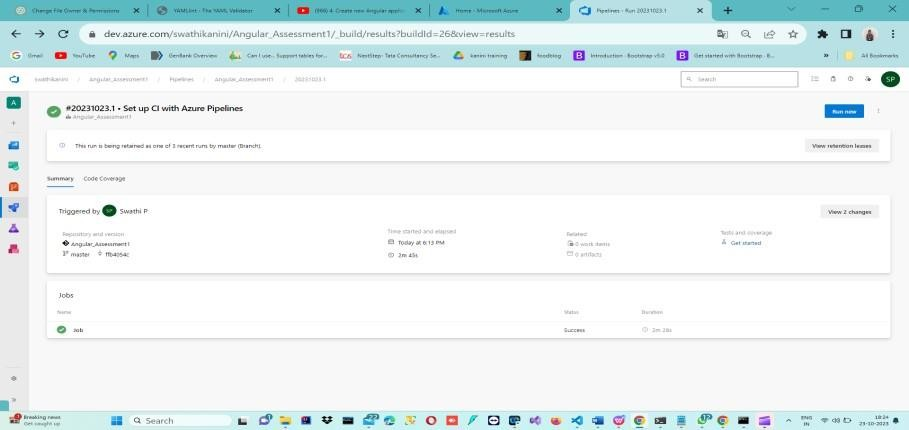 Change File Owner & Permissions
YAMLlint - The YAML Validator
(866) 4. Create new Angular applic
Home - Microsoft Azure
Pipelines - Run 20231023.1
dev.azure.com/swathikanini/Angular_Assessment1/_build/results?buildId=26&view=results
Gmail
YouTube
Maps
GenBank Overview
Can I use... Support tables for...
NextStep: Tata Consultancy Se...
kanini training
foodblog
Introduction · Bootstrap v5.0
Get started with Bootstrap · B...
»
All Bookmarks
swathikanini / Angular_Assessment1 / Pipelines / Angular_Assessment1 / 20231023.1
Search
SP
A
#20231023.1 • Set up CI with Azure Pipelines
Angular_Assessment1
Run new
This run is being retained as one of 3 recent runs by master (Branch).
View retention leases
Summary
Code Coverage
Triggered by SP Swathi P
View 2 changes
Repository and version
Time started and elapsed
Related
Tests and coverage
Angular_Assessment1
Today at 6:13 PM
0 work items
Get started
master ffb4054c
2m 45s
0 artifacts
Jobs
Name
Status
Duration
Job
Success
2m 28s
Breaking news
Get caught up
Search
ENG
IN
18:24
23-10-2023